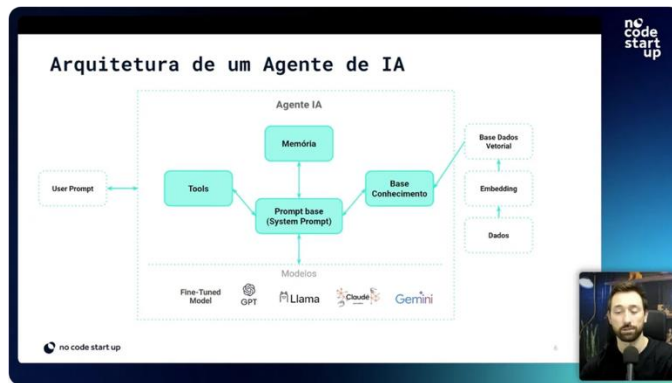 no
code
start
up
Arquitetura de um Agente de IA
Agente IA
Memória
Base Dados
Vetorial
User Prompt
Tools
Base
Conhecimento
Embedding
Prompt base
(System Prompt)
Dados
Modelos
Fine-Tuned
Model
GPT
Llama
Claude
Gemini
no code start up